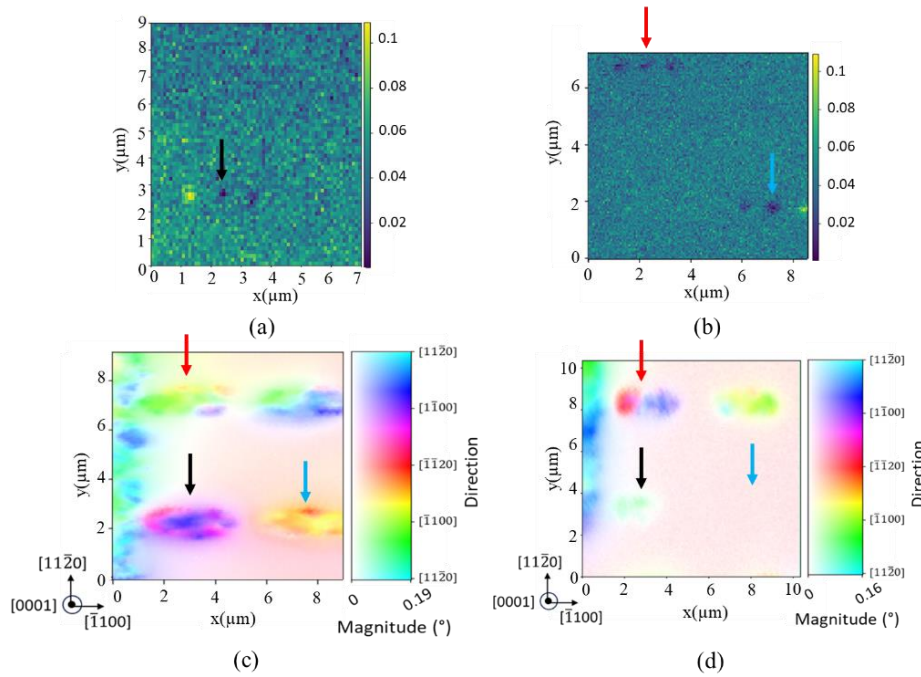 9
8
7
6
5
4
3
2
1
0
y(µm)
0 1 2 3 4 5 6 7
x(µm)
0.1
0.08
0.06
0.04
0.02
(a)
6
4
2
0
y(µm)
0 2 4 6 8
x(µm)
0.1
0.08
0.06
0.04
0.02
(b)
8
6
4
2
0
y(µm)
0 2 4 6 8
x(µm)
[112̄0]
[11̄00]
[1̄1̄20]
[1̄100]
[112̄0]
Direction
0 0.19
Magnitude (°)
[112̄0]
[0001]
[1̄100]
(c)
10
8
6
4
2
0
y(µm)
0 2 4 6 8 10
x(µm)
[112̄0]
[11̄00]
[1̄1̄20]
[1̄100]
[112̄0]
Direction
0 0.16
Magnitude (°)
[112̄0]
[0001]
[1̄100]
(d)